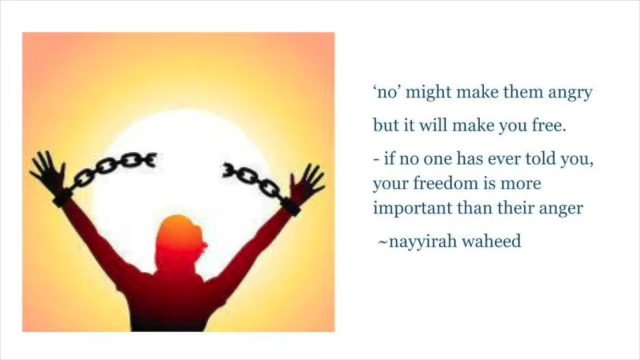 ‘no’ might make them angry
but it will make you free.
- if no one has ever told you,
your freedom is more
important than their anger
~nayyirah waheed